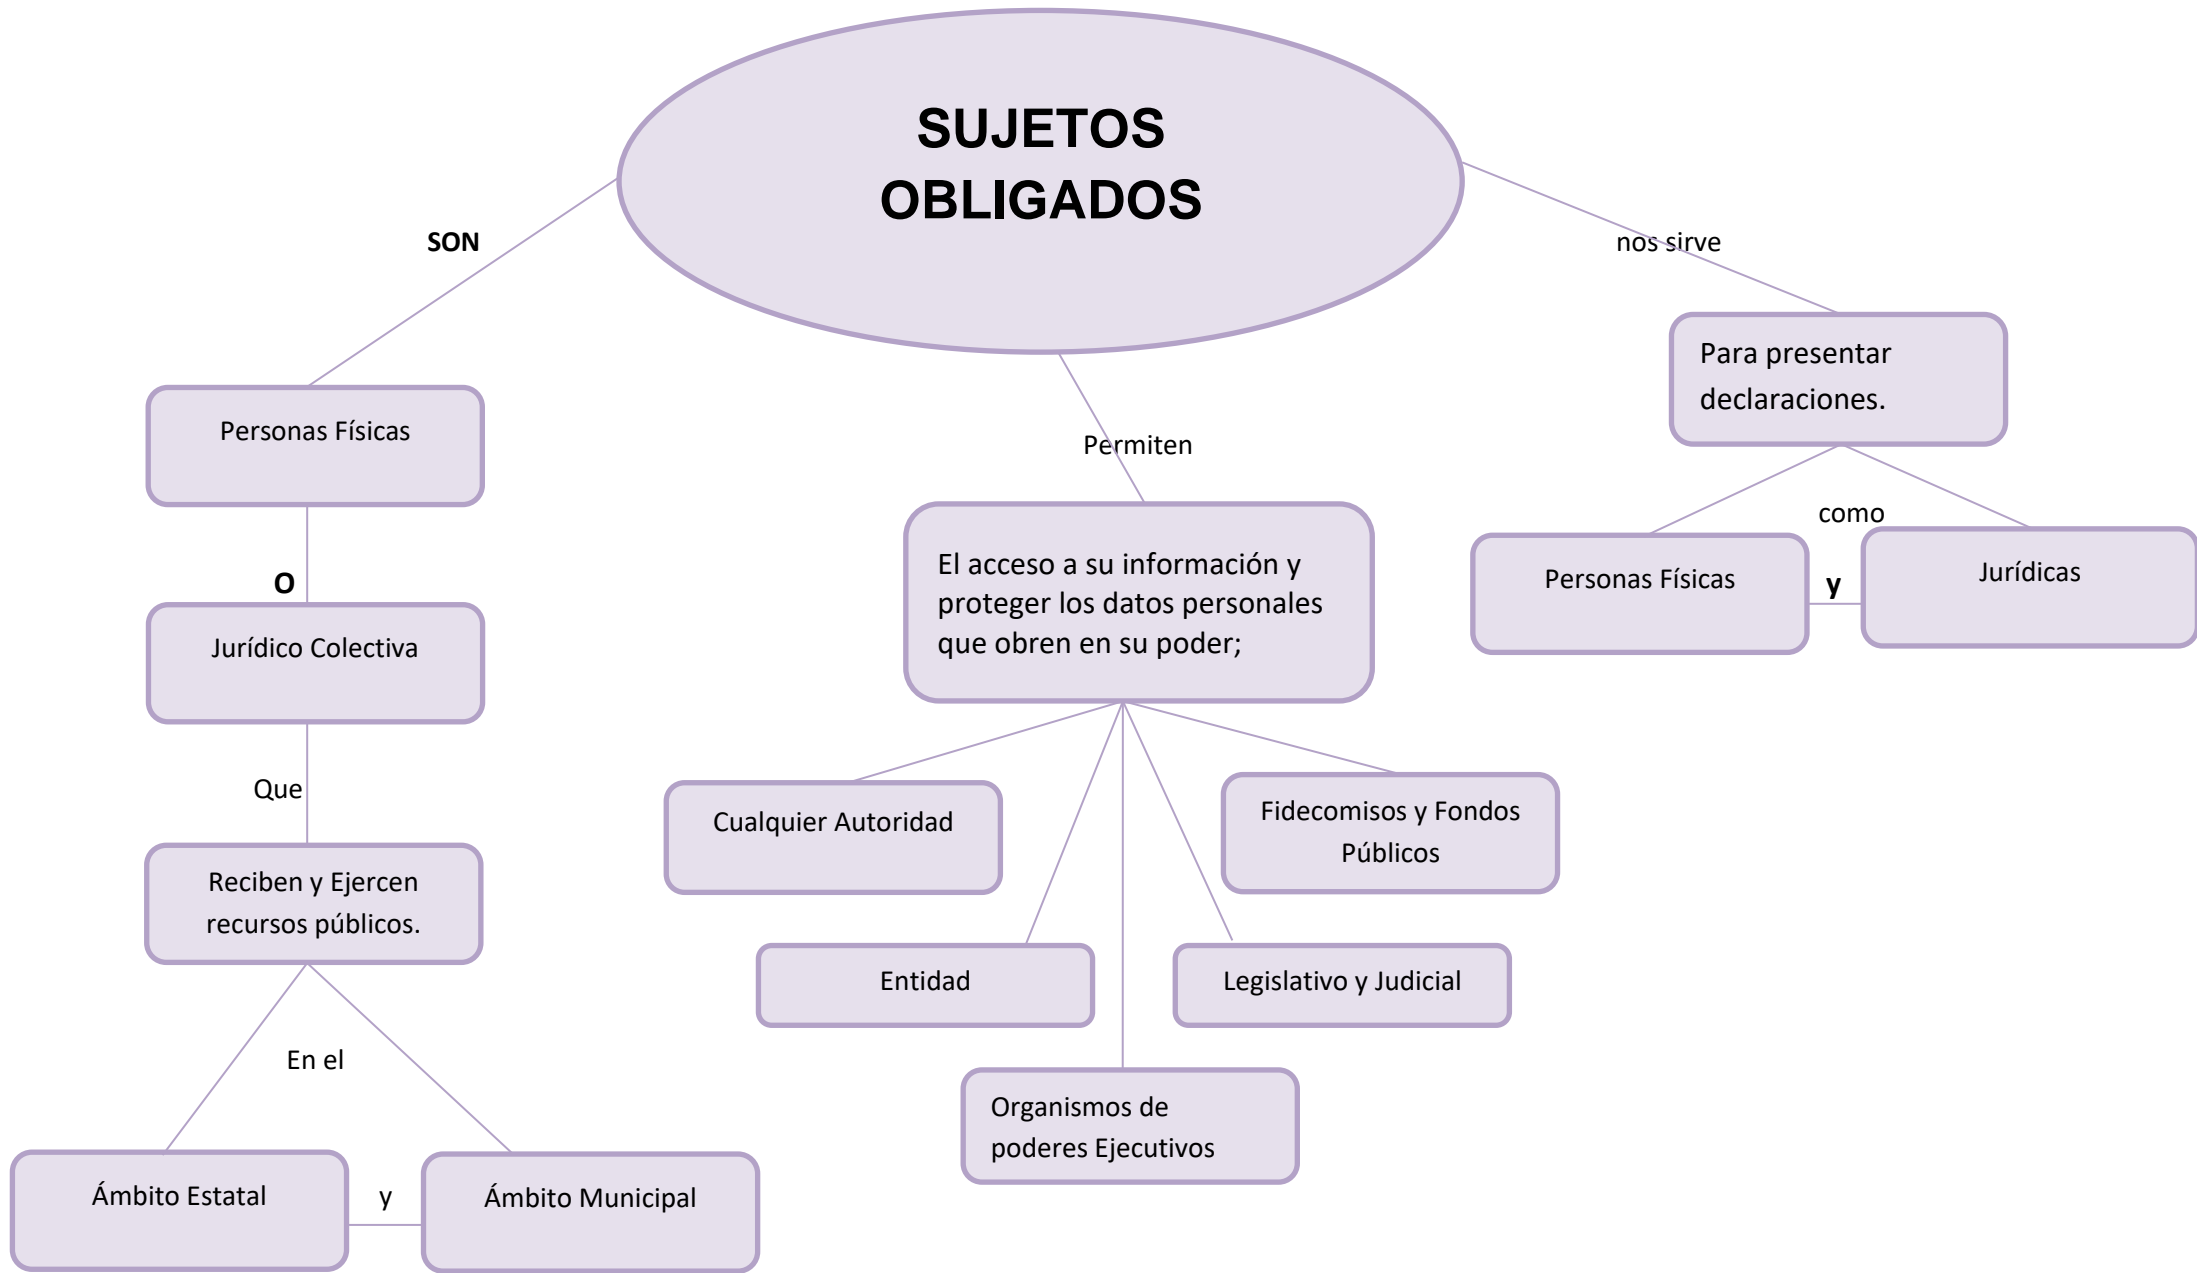 SUJETOS
OBLIGADOS
SON
nos sirve
Personas Físicas
O
Jurídico Colectiva
Que
Reciben y Ejercen
recursos públicos.
En el
Ámbito Estatal
y
Ámbito Municipal
Permiten
El acceso a su información y
proteger los datos personales
que obren en su poder;
Cualquier Autoridad
Fidecomisos y Fondos
Públicos
Entidad
Legislativo y Judicial
Organismos de
poderes Ejecutivos
Para presentar
declaraciones.
como
Personas Físicas
y
Jurídicas